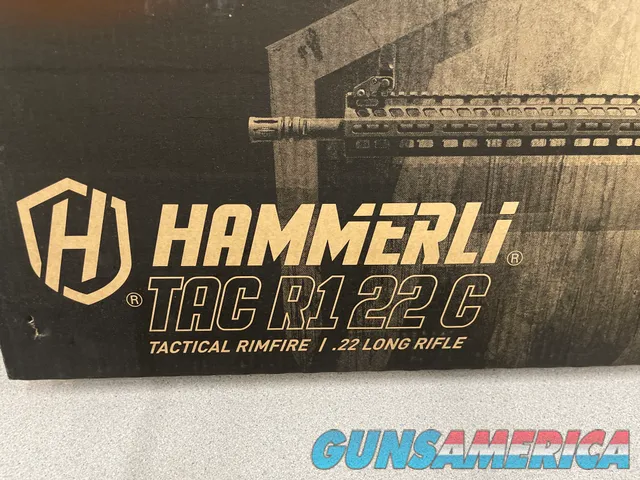 H
HAMMERLi®
® TAC R1 22 C
TACTICAL RIMFIRE / .22 LONG RIFLE
GUNSAMERICA